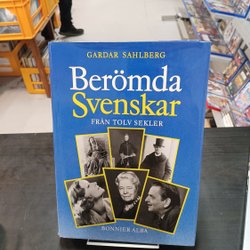 GARDAR SAHLBERG
Berömda
Svenskar
FRÅN TOLV SEKLER
BONNIER ALBA